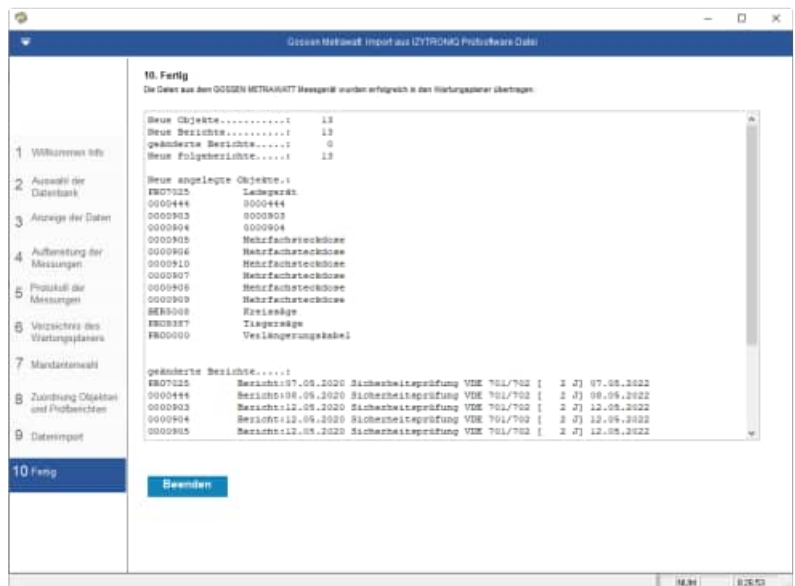 Gossen Metrawatt Import aus IZYTRONIQ Prüfsoftware Datei
10. Fertig
Die Daten aus dem GOSSEN METRAWATT Messgerät wurden erfolgreich in den Wartungsplaner übertragen
Neue Objekte...........: 13
Neue Berichte..........: 13
geänderte Berichte.....: 0
Neue Folgeberichte.....: 13
Neue angelegte Objekte.:
Ladegerät
0000444 0000444
0000903 0000903
0000904 0000904
0000905 Mehrfachsteckdose
0000906 Mehrfachsteckdose
0000910 Mehrfachsteckdose
0000907 Mehrfachsteckdose
0000908 Mehrfachsteckdose
0000909 Mehrfachsteckdose
Kreissäge
Verlängerungskabel
geänderte Berichte.....:
Bericht:07.05.2020 Sicherheitsprüfung VDE 701/702 [ 2 J] 07.05.2022
0000444 Bericht:08.05.2020 Sicherheitsprüfung VDE 701/702 [ 2 J] 08.05.2022
0000903 Bericht:12.05.2020 Sicherheitsprüfung VDE 701/702 [ 2 J] 12.05.2022
0000904 Bericht:12.05.2020 Sicherheitsprüfung VDE 701/702 [ 2 J] 12.05.2022
0000905 Bericht:12.05.2020 Sicherheitsprüfung VDE 701/702 [ 2 J] 12.05.2022
1 Willkommen Info
2 Auswahl der
Datenbank
3 Anzeige der Daten
4 Aufbereitung der
Messungen
5 Protokoll der
Messungen
6 Verzeichnis des
Wartungsplaners
7 Mandantenwahl
8 Zuordnung Objekten
und Prüfberichten
9 Datenimport
10 Fertig
Beenden
NUM